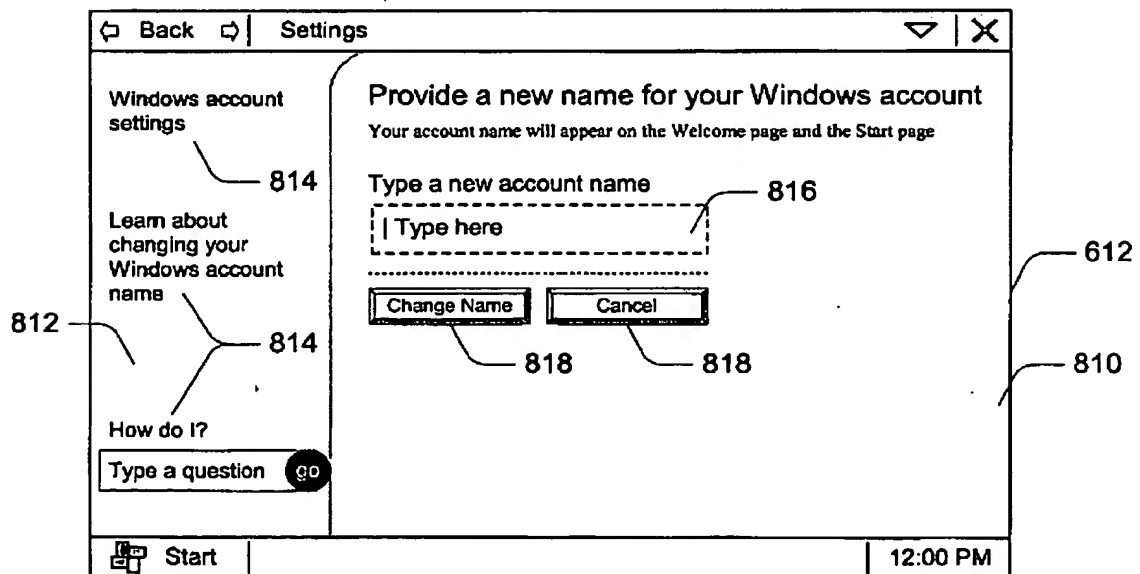 Back Settings
Windows account
settings
814
Learn about
changing your
Windows account
name
812
814
How do I?
Type a question go
Provide a new name for your Windows account
Your account name will appear on the Welcome page and the Start page
Type a new account name
816
Type here
Change Name Cancel
818 818
612
810
Start 12:00 PM